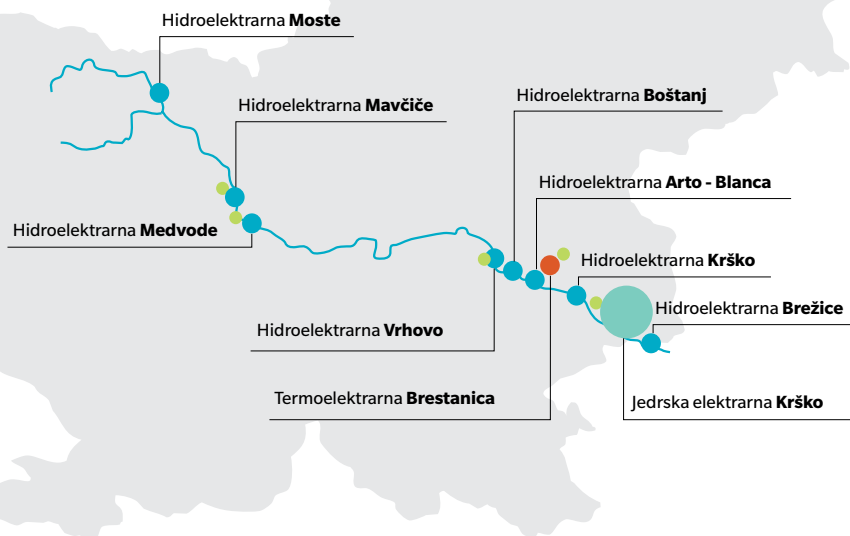 Hidroelektrarna Moste
Hidroelektrarna Mavčiče
Hidroelektrarna Boštanj
Hidroelektrarna Arto - Blanca
Hidroelektrarna Medvode
Hidroelektrarna Krško
Hidroelektrarna Brežice
Hidroelektrarna Vrhovo
Termoelektrarna Brestanica
Jedrska elektrarna Krško